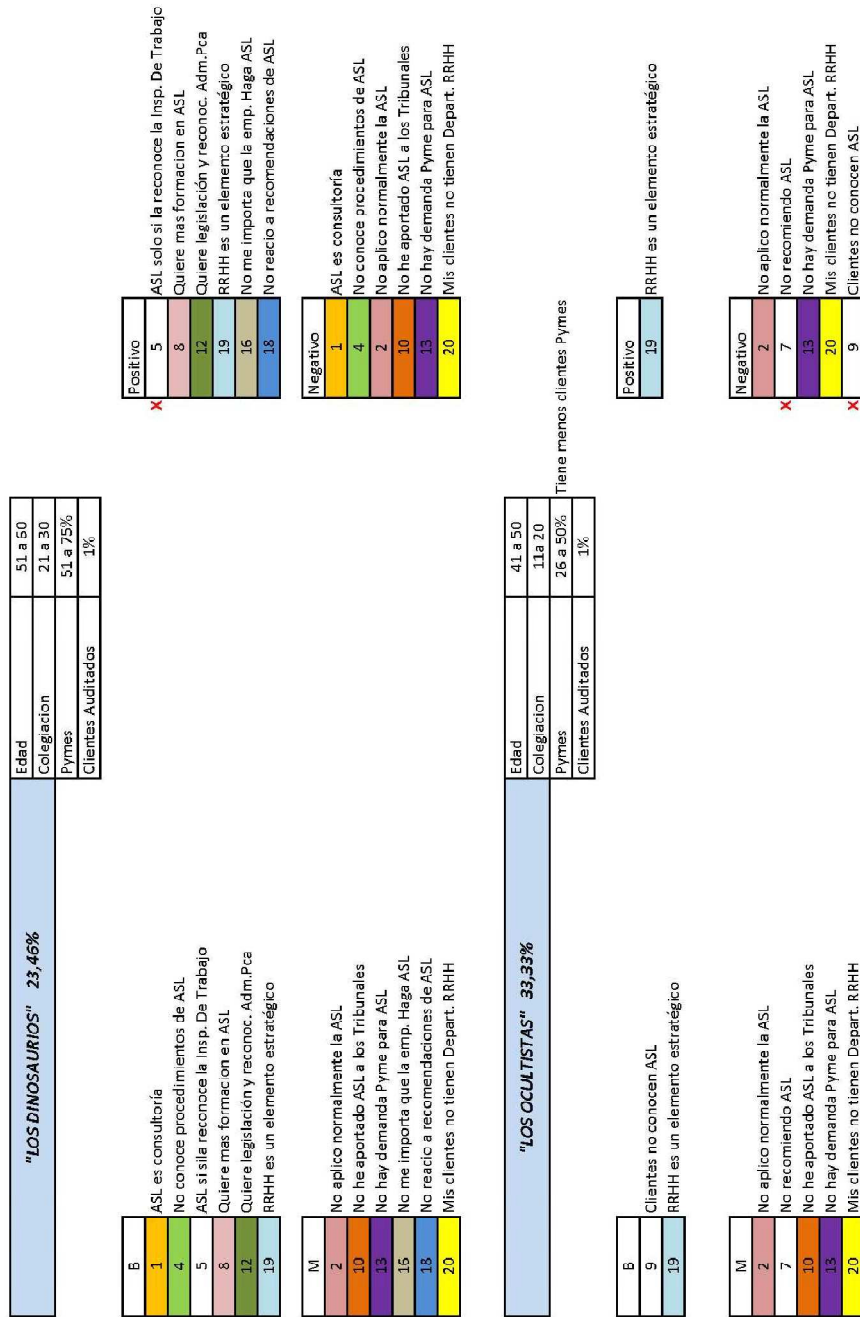 "LOS DINOSAURIOS" 23,46%
Edad 51 a 60
Colegiacion 21 a 30
Pymes 51 a 75%
Clientes Auditados 1%
B
1 ASL es consultoría
4 No conoce procedimientos de ASL
5 ASL si sila reconoce la Insp. De Trabajo
8 Quiere mas formacion en ASL
12 Quiere legislación y reconoc. Adm.Pca
19 RRHH es un elemento estratégico
M
2 No aplico normalmente la ASL
10 No he aportado ASL a los Tribunales
13 No hay demanda Pyme para ASL
16 No me importa que la emp. Haga ASL
18 No reacio a recomendaciones de ASL
20 Mis clientes no tienen Depart. RRHH
Positivo
X 5 ASL solo si la reconoce la Insp. De Trabajo
8 Quiere mas formacion en ASL
12 Quiere legislación y reconoc. Adm.Pca
19 RRHH es un elemento estratégico
16 No me importa que la emp. Haga ASL
18 No reacio a recomendaciones de ASL
Negativo
1 ASL es consultoría
4 No conoce procedimientos de ASL
2 No aplico normalmente la ASL
10 No he aportado ASL a los Tribunales
13 No hay demanda Pyme para ASL
20 Mis clientes no tienen Depart. RRHH
"LOS OCULTISTAS" 33,33%
Edad 41 a 50
Colegiacion 11a 20
Pymes 26 a 50% Tiene menos clientes Pymes
Clientes Auditados 1%
B
9 Clientes no conocen ASL
19 RRHH es un elemento estratégico
M
2 No aplico normalmente la ASL
7 No recomiendo ASL
10 No he aportado ASL a los Tribunales
13 No hay demanda Pyme para ASL
20 Mis clientes no tienen Depart. RRHH
Positivo
19 RRHH es un elemento estratégico
Negativo
2 No aplico normalmente la ASL
X 7 No recomiendo ASL
13 No hay demanda Pyme para ASL
20 Mis clientes no tienen Depart. RRHH
X 9 Clientes no conocen ASL